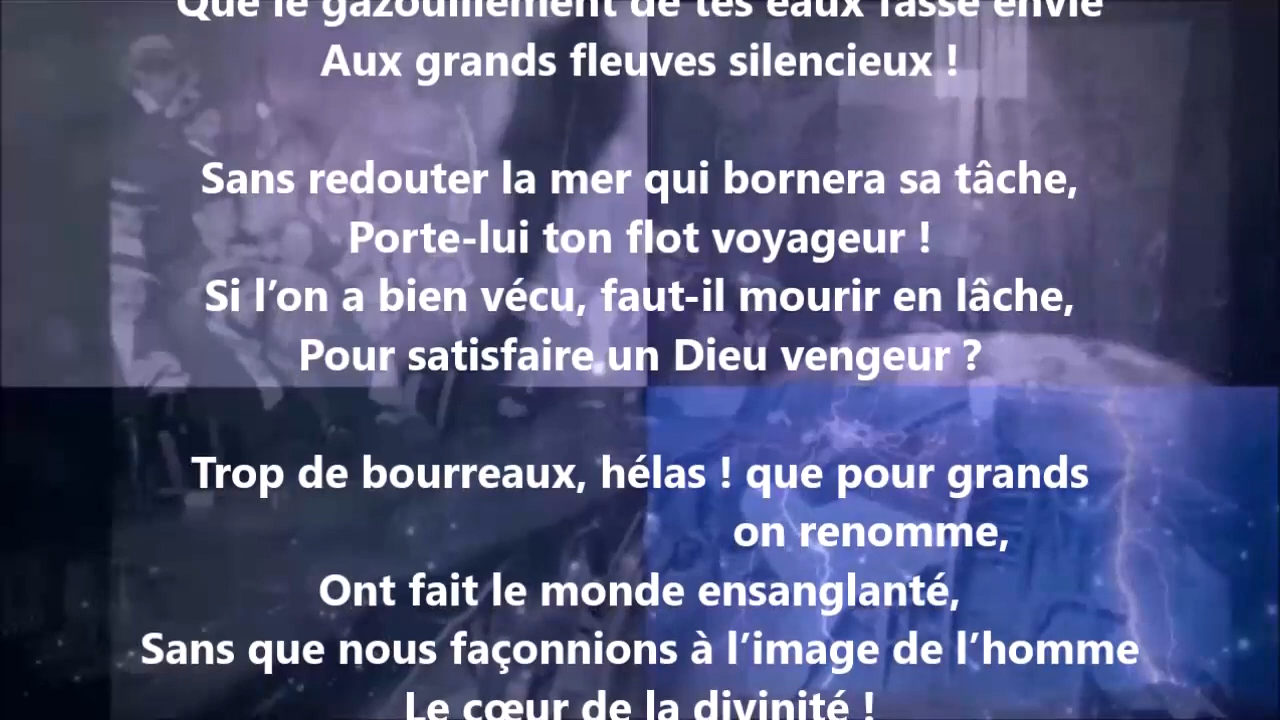 Que le gazouillement de tes eaux fasse envie
Aux grands fleuves silencieux !
Sans redouter la mer qui bornera sa tâche,
Porte-lui ton flot voyageur !
Si l’on a bien vécu, faut-il mourir en lâche,
Pour satisfaire un Dieu vengeur ?
Trop de bourreaux, hélas ! que pour grands
on renomme,
Ont fait le monde ensanglanté,
Sans que nous façonnions à l’image de l’homme
Le cœur de la divinité !